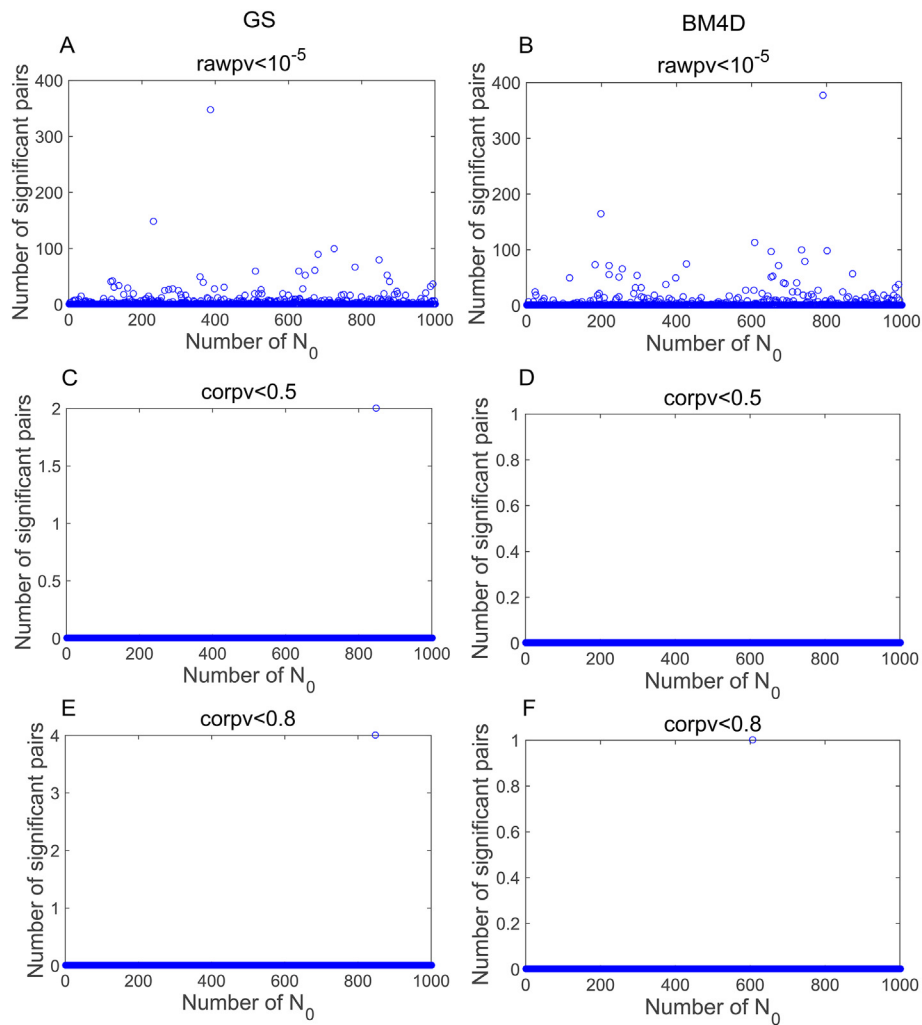 GS
BM4D
A
rawpv<10⁻⁵
Number of significant pairs
400
300
200
100
0
0 200 400 600 800 1000
Number of N₀
B
rawpv<10⁻⁵
Number of significant pairs
400
300
200
100
0
0 200 400 600 800 1000
Number of N₀
C
corpv<0.5
Number of significant pairs
2
1.5
1
0.5
0
0 200 400 600 800 1000
Number of N₀
D
corpv<0.5
Number of significant pairs
1
0.8
0.6
0.4
0.2
0
0 200 400 600 800 1000
Number of N₀
E
corpv<0.8
Number of significant pairs
4
3
2
1
0
0 200 400 600 800 1000
Number of N₀
F
corpv<0.8
Number of significant pairs
1
0.8
0.6
0.4
0.2
0
0 200 400 600 800 1000
Number of N₀